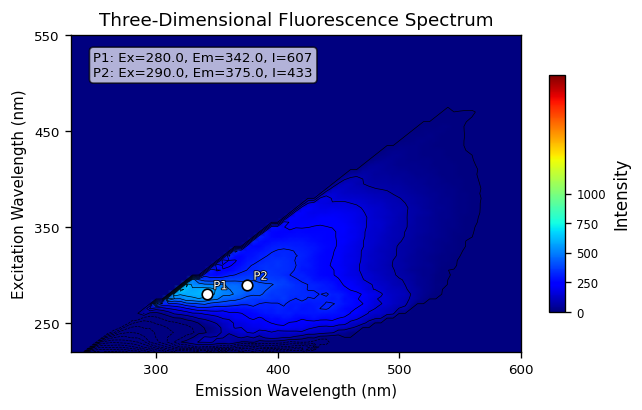 Three-Dimensional Fluorescence Spectrum
P1: Ex=280.0, Em=342.0, I=607
P2: Ex=290.0, Em=375.0, I=433
550
450
350
250
Excitation Wavelength (nm)
P1
P2
300
400
500
600
Emission Wavelength (nm)
1000
750
500
250
0
Intensity